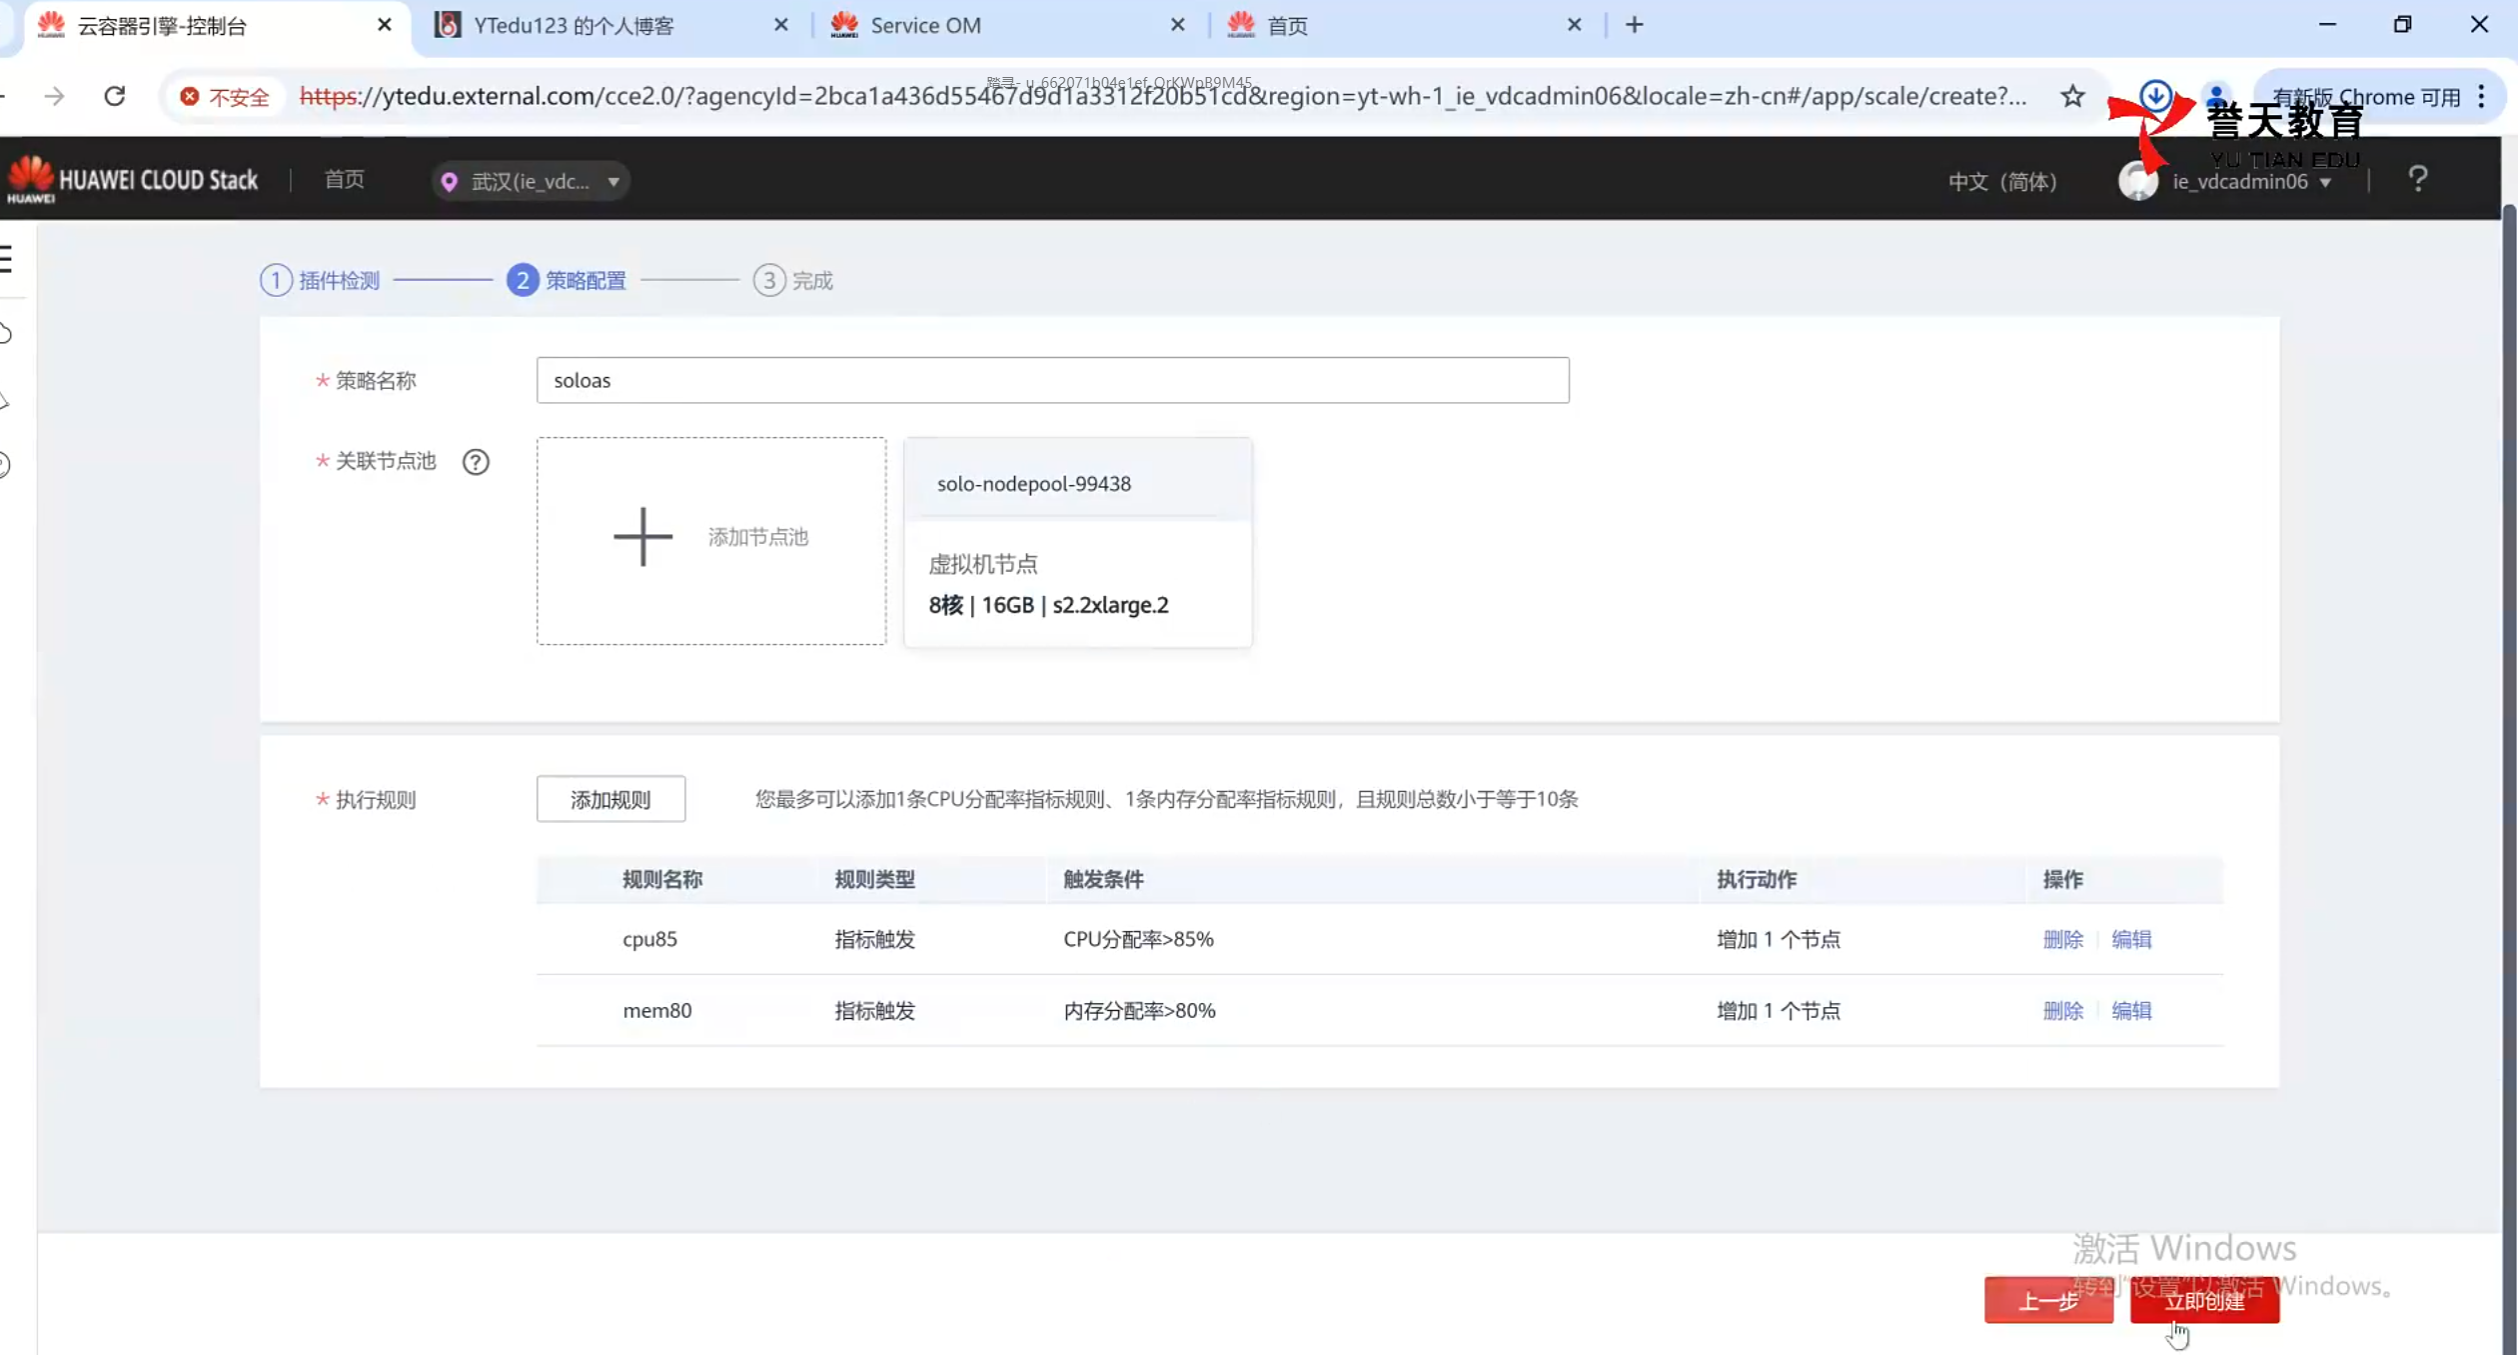 云容器引擎-控制台
YTedu123 的个人博客
Service OM
首页
不安全
https://ytedu.external.com/cce2.0/?agencyId=2bca1a436d55467d9d1a3312f20b51cd&region=yt-wh-1_ie_vdcadmin06&locale=zh-cn#/app/scale/create?...
踏寻- u_662071b04e1ef_QrKWpB9M45
有新版 Chrome 可用
誉天教育
YU TIAN EDU
HUAWEI
HUAWEI CLOUD Stack
首页
武汉(ie_vdc...
中文（简体）
ie_vdcadmin06
?
1 插件检测
2 策略配置
3 完成
* 策略名称
soloas
* 关联节点池 ?
添加节点池
solo-nodepool-99438
虚拟机节点
8核 | 16GB | s2.2xlarge.2
* 执行规则
添加规则
您最多可以添加1条CPU分配率指标规则、1条内存分配率指标规则，且规则总数小于等于10条
规则名称 规则类型 触发条件 执行动作 操作
cpu85 指标触发 CPU分配率>85% 增加 1 个节点 删除 编辑
mem80 指标触发 内存分配率>80% 增加 1 个节点 删除 编辑
激活 Windows
转到"设置"以激活 Windows。
上一步
立即创建